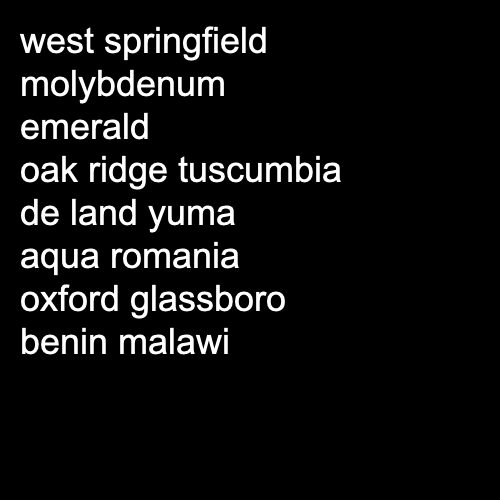 west springfield
molybdenum
emerald
oak ridge tuscumbia
de land yuma
aqua romania
oxford glassboro
benin malawi